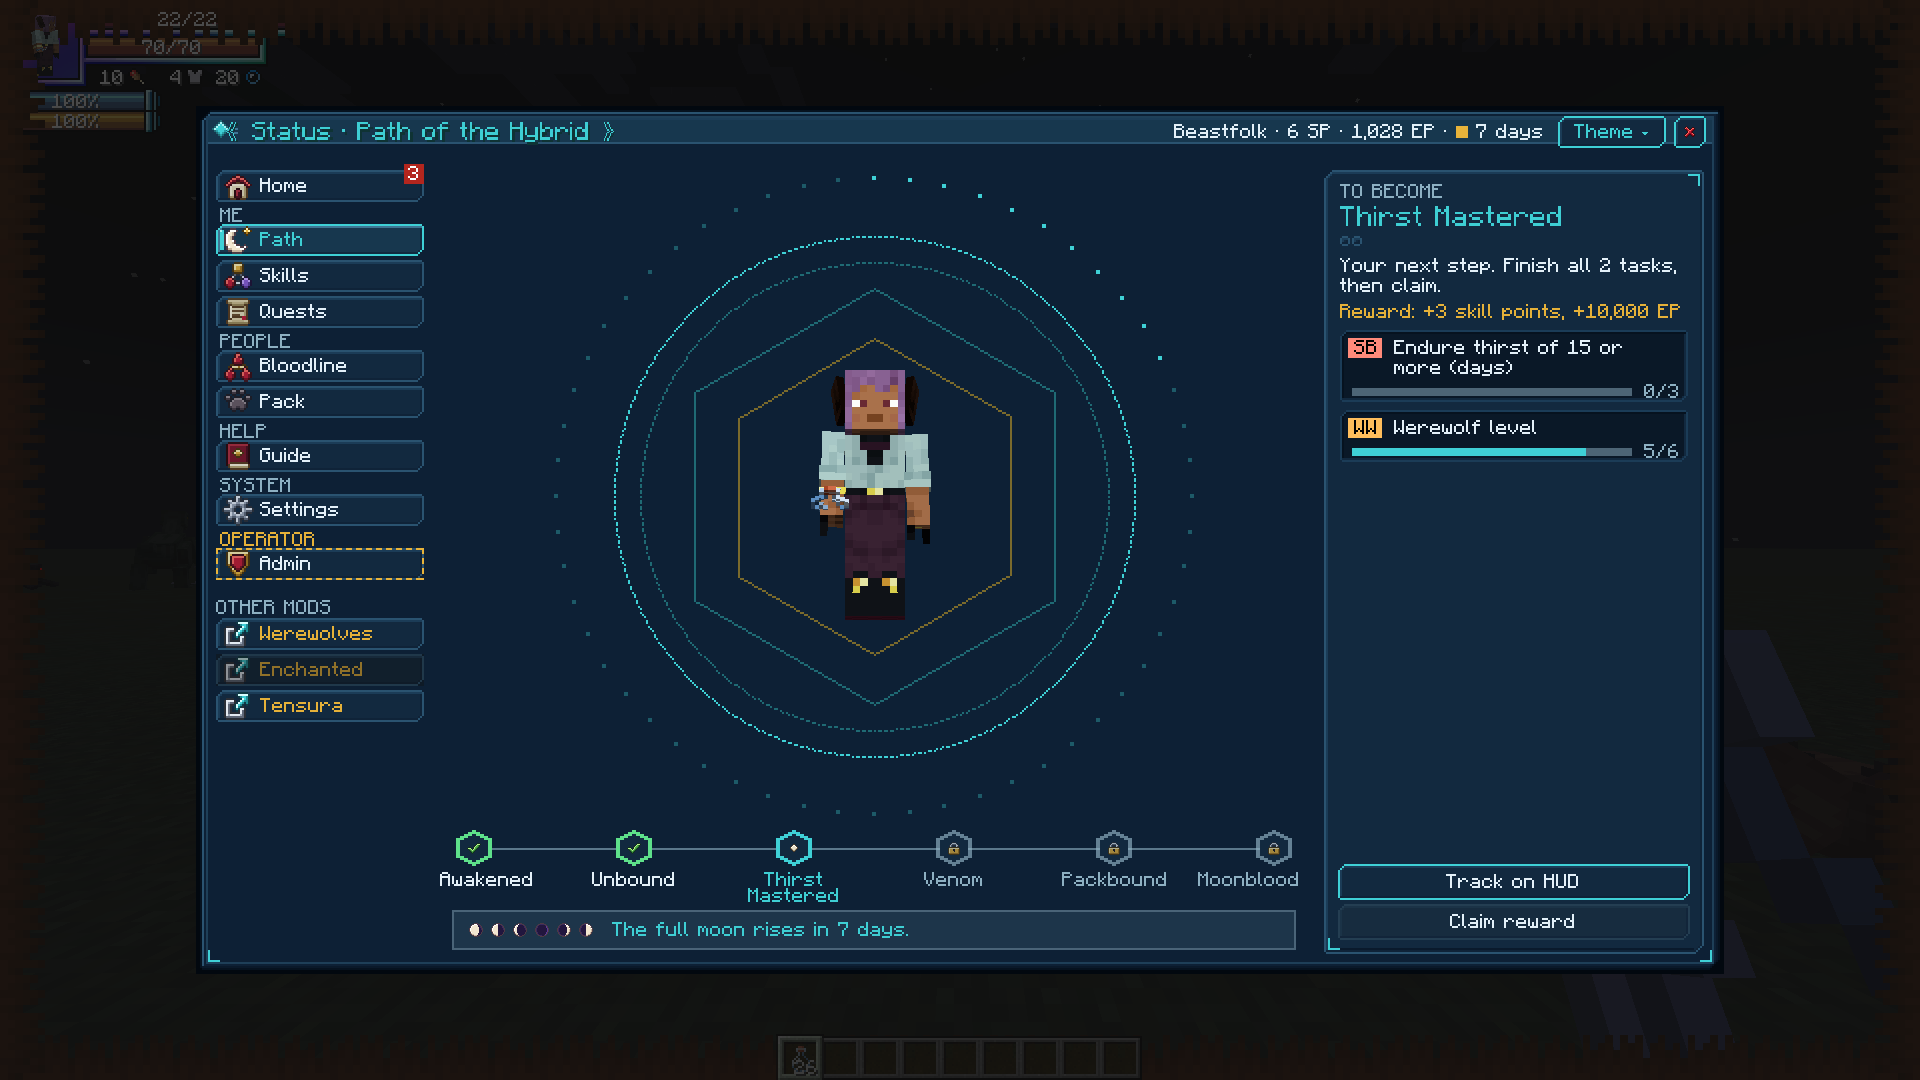 22/22
70/70
10 4 20
100%
100%
Status · Path of the Hybrid
Beastfolk · 6 SP · 1,028 EP · 7 days
Theme
Home
3
ME
Path
Skills
Quests
PEOPLE
Bloodline
Pack
HELP
Guide
SYSTEM
Settings
OPERATOR
Admin
OTHER MODS
Werewolves
Enchanted
Tensura
Awakened
Unbound
Thirst
Mastered
Venom
Packbound
Moonblood
The full moon rises in 7 days.
TO BECOME
Thirst Mastered
Your next step. Finish all 2 tasks,
then claim.
Reward: +3 skill points, +10,000 EP
SB Endure thirst of 15 or
more (days)
0/3
WW Werewolf level
5/6
Track on HUD
Claim reward
26